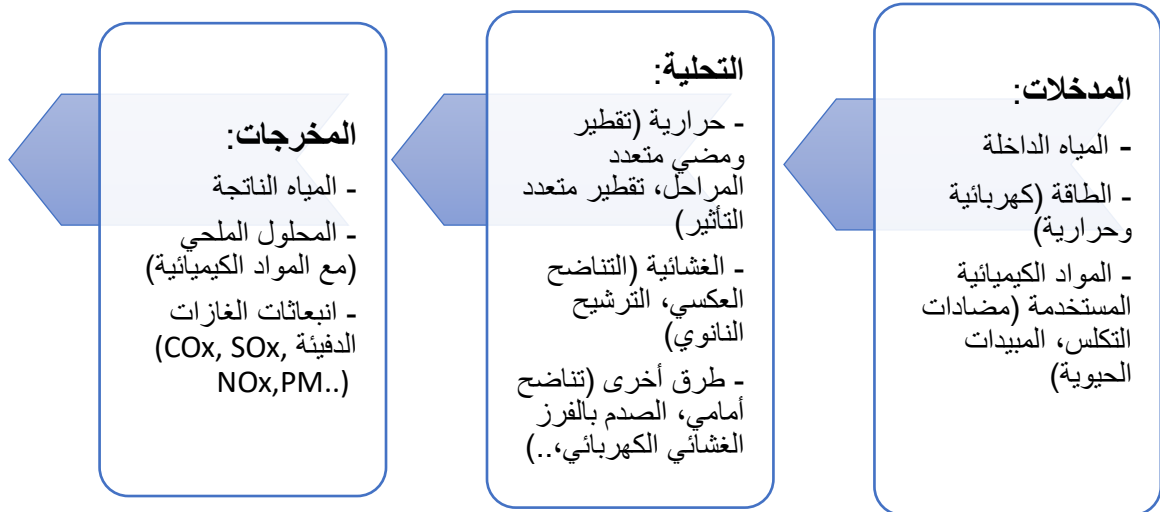 المدخلات:
- المياه الداخلة
- الطاقة (كهربائية
وحرارية)
- المواد الكيميائية
المستخدمة (مضادات
التكلس، المبيدات
الحيوية)
التحلية:
- حرارية (تقطير
ومضي متعدد
المراحل، تقطير متعدد
التأثير)
- الغشائية (التناضح
العكسي، الترشيح
النانوي)
- طرق أخرى (تناضح
أمامي، الصدم بالفرز
الغشائي الكهربائي،..)
المخرجات:
- المياه الناتجة
- المحلول الملحي
(مع المواد الكيميائية)
- انبعاثات الغازات
الدفيئة (COx, SOx,
NOx,PM..)